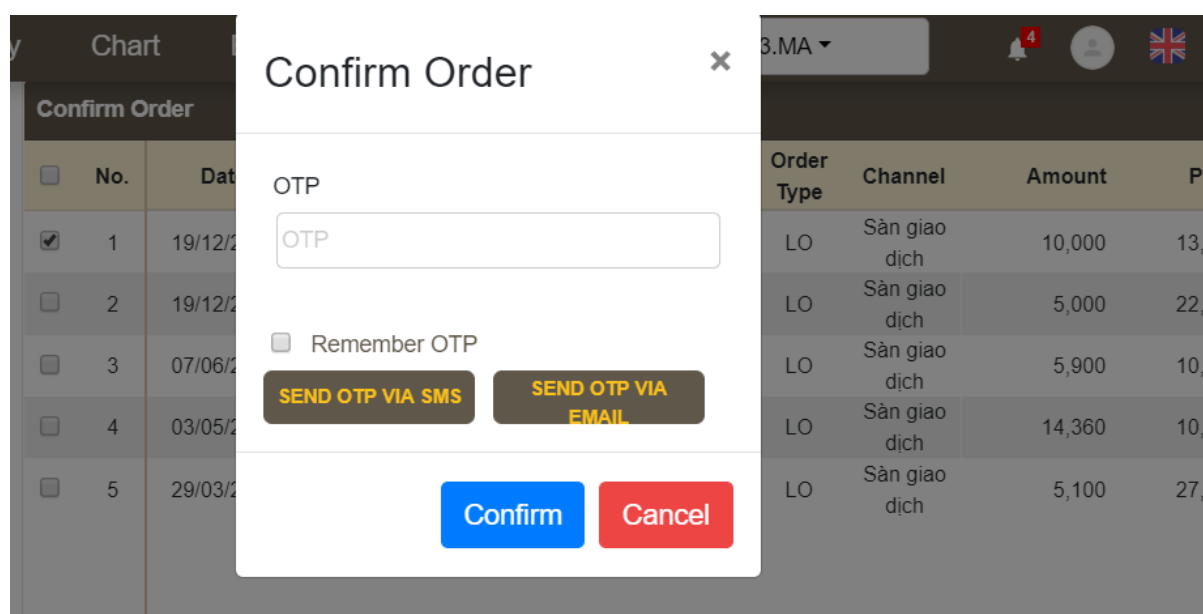 Chart
3.MA
4
Confirm Order
×
Confirm Order
No.
Order
Type
Channel
Amount
OTP
OTP
1 19/12/2 LO Sàn giao dịch 10,000 13,
2 19/12/2 LO Sàn giao dịch 5,000 22,
3 07/06/2 LO Sàn giao dịch 5,900 10,
4 03/05/2 LO Sàn giao dịch 14,360 10,
5 29/03/2 LO Sàn giao dịch 5,100 27,
Remember OTP
SEND OTP VIA SMS
SEND OTP VIA
EMAIL
Confirm
Cancel